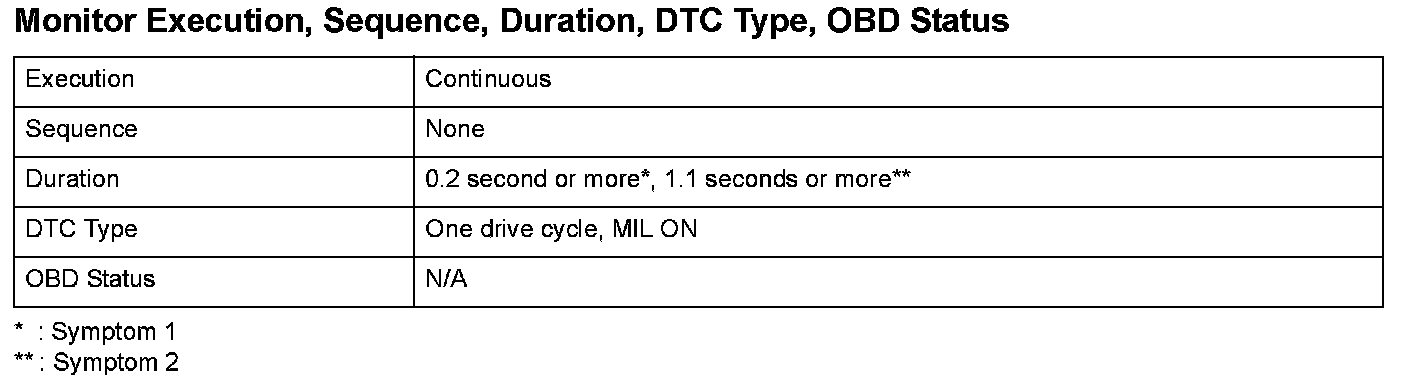 Monitor Execution, Sequence, Duration, DTC Type, OBD Status
Execution Continuous
Sequence None
Duration 0.2 second or more*, 1.1 seconds or more**
DTC Type One drive cycle, MIL ON
OBD Status N/A
* : Symptom 1
** : Symptom 2